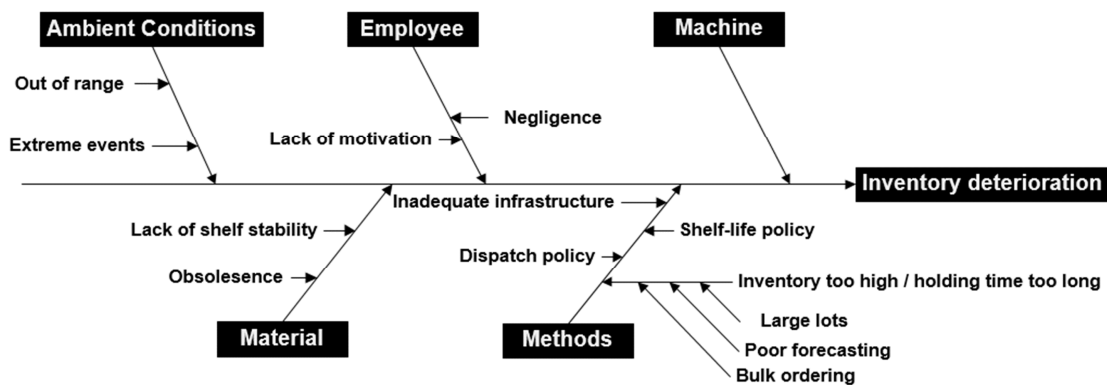 Ambient Conditions
Employee
Machine
Out of range
Negligence
Lack of motivation
Extreme events
Inventory deterioration
Inadequate infrastructure
Lack of shelf stability
Shelf-life policy
Dispatch policy
Obsolesence
Inventory too high / holding time too long
Large lots
Material
Methods
Poor forecasting
Bulk ordering